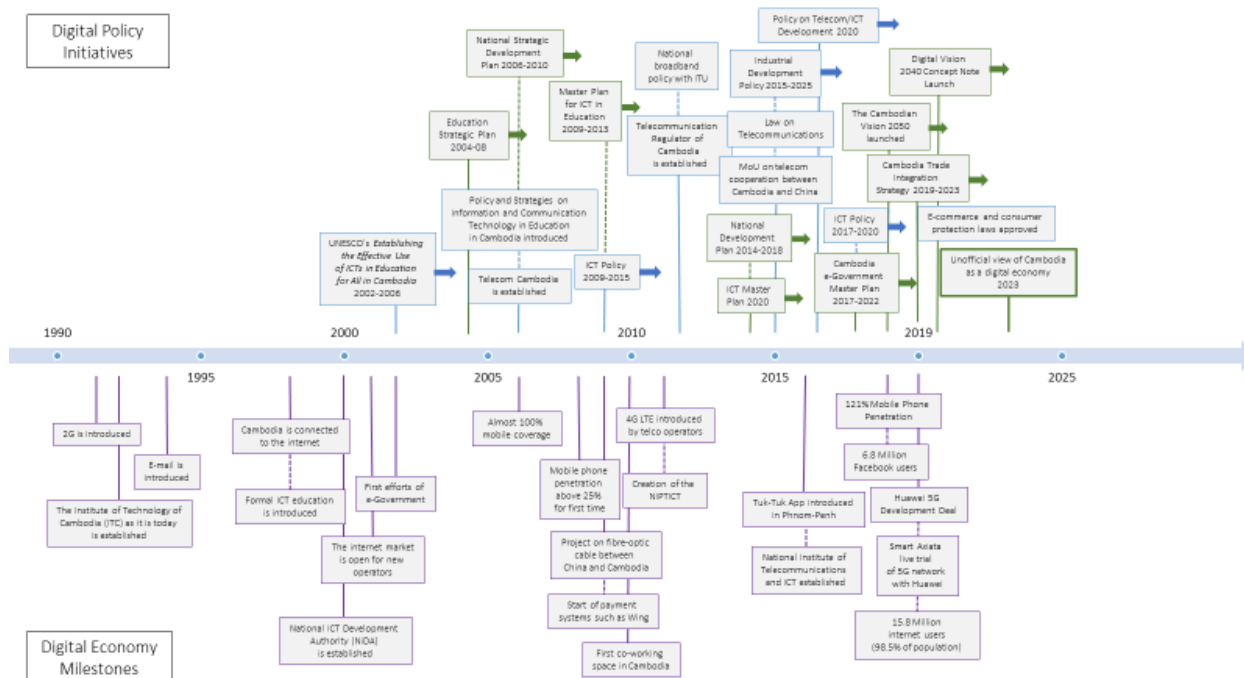 Digital Policy
Initiatives
Policy on Telecom/ICT
Development 2020
National Strategic
Development
Plan 2006-2010
National
broadband
policy with ITU
Industrial
Development
Policy 2015-2025
Digital Vision
2040 Concept Note
Launch
Master Plan
for ICT in
Education
2009-2013
Education
Strategic Plan
2004-08
Telecommunication
Regulator of
Cambodia
is established
Law on
Telecommunications
The Cambodian
Vision 2050
launched
MoU on telecom
cooperation between
Cambodia and China
Cambodia Trade
Integration
Strategy 2019-2023
Policy and Strategies on
Information and Communication
Technology in Education
in Cambodia introduced
National
Development
Plan 2014-2018
ICT Policy
2017-2020
E-commerce and consumer
protection laws approved
UNESCO's Establishing
the Effective Use
of ICTs in Education
for All in Cambodia
2002-2006
Telecom Cambodia
is established
ICT Policy
2009-2015
ICT Master
Plan 2020
Cambodia
e-Government
Master Plan
2017-2022
Unofficial view of Cambodia
as a digital economy
2023
1990
2000
2010
2019
1995
2005
2015
2025
2G is introduced
E-mail is
introduced
The Institute of Technology of
Cambodia (ITC) as it is today
is established
Cambodia is connected
to the internet
Formal ICT education
is introduced
First efforts of
e-Government
The internet market
is open for new
operators
National ICT Development
Authority (NiDA)
is established
Almost 100%
mobile coverage
Mobile phone
penetration
above 25%
for first time
4G LTE introduced
by telco operators
Creation of the
NIPTICT
Project on fibre-optic
cable between
China and Cambodia
Start of payment
systems such as Wing
First co-working
space in Cambodia
Tuk-Tuk App introduced
in Phnom-Penh
National Institute of
Telecommunications
and ICT established
121% Mobile Phone
Penetration
6.8 Million
Facebook users
Huawei 5G
Development Deal
Smart Axiata
live trial
of 5G network
with Huawei
15.8 Million
internet users
(98.5% of population)
Digital Economy
Milestones